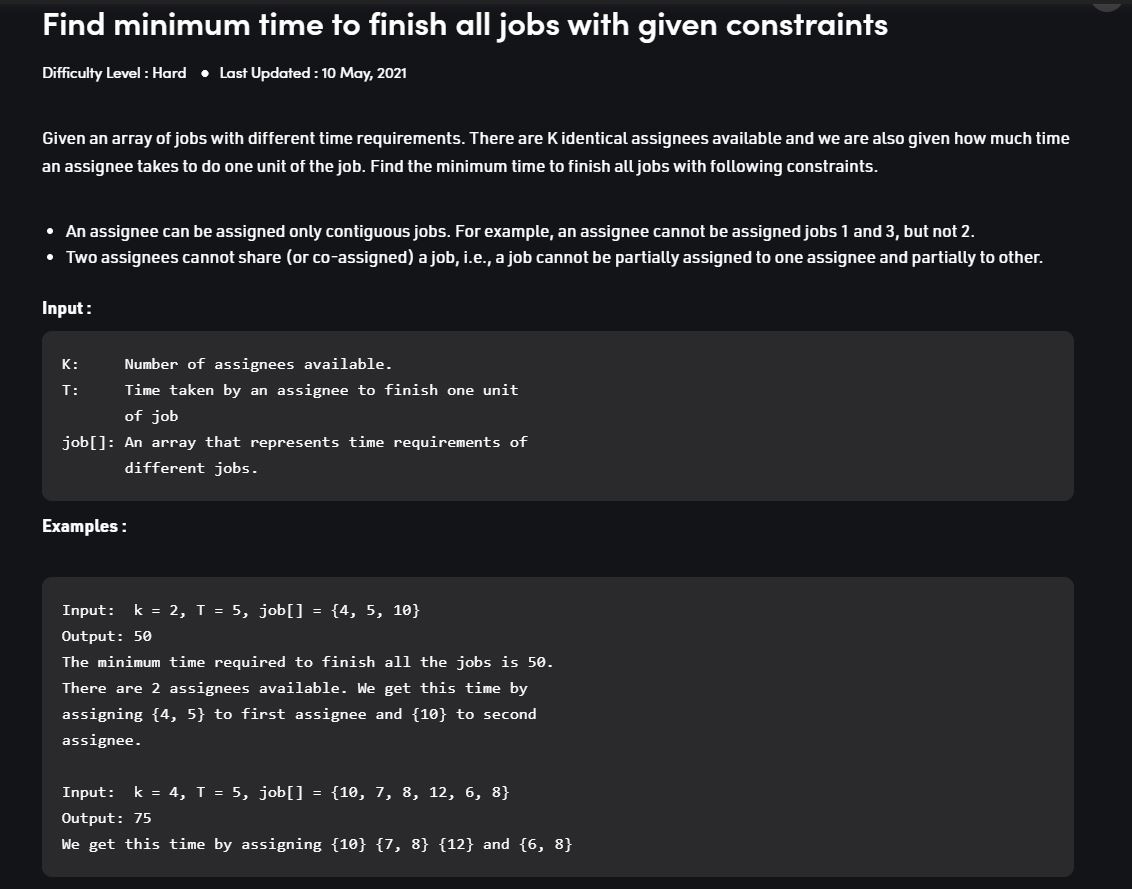 Find minimum time to finish all jobs with given constraints
Difficulty Level : Hard ● Last Updated : 10 May, 2021
Given an array of jobs with different time requirements. There are K identical assignees available and we are also given how much time
an assignee takes to do one unit of the job. Find the minimum time to finish all jobs with following constraints.
• An assignee can be assigned only contiguous jobs. For example, an assignee cannot be assigned jobs 1 and 3, but not 2.
• Two assignees cannot share (or co-assigned) a job, i.e., a job cannot be partially assigned to one assignee and partially to other.
Input :
K:     Number of assignees available.
T:     Time taken by an assignee to finish one unit
       of job
job[]: An array that represents time requirements of
       different jobs.
Examples :
Input:  k = 2, T = 5, job[] = {4, 5, 10}
Output: 50
The minimum time required to finish all the jobs is 50.
There are 2 assignees available. We get this time by
assigning {4, 5} to first assignee and {10} to second
assignee.
Input:  k = 4, T = 5, job[] = {10, 7, 8, 12, 6, 8}
Output: 75
We get this time by assigning {10} {7, 8} {12} and {6, 8}